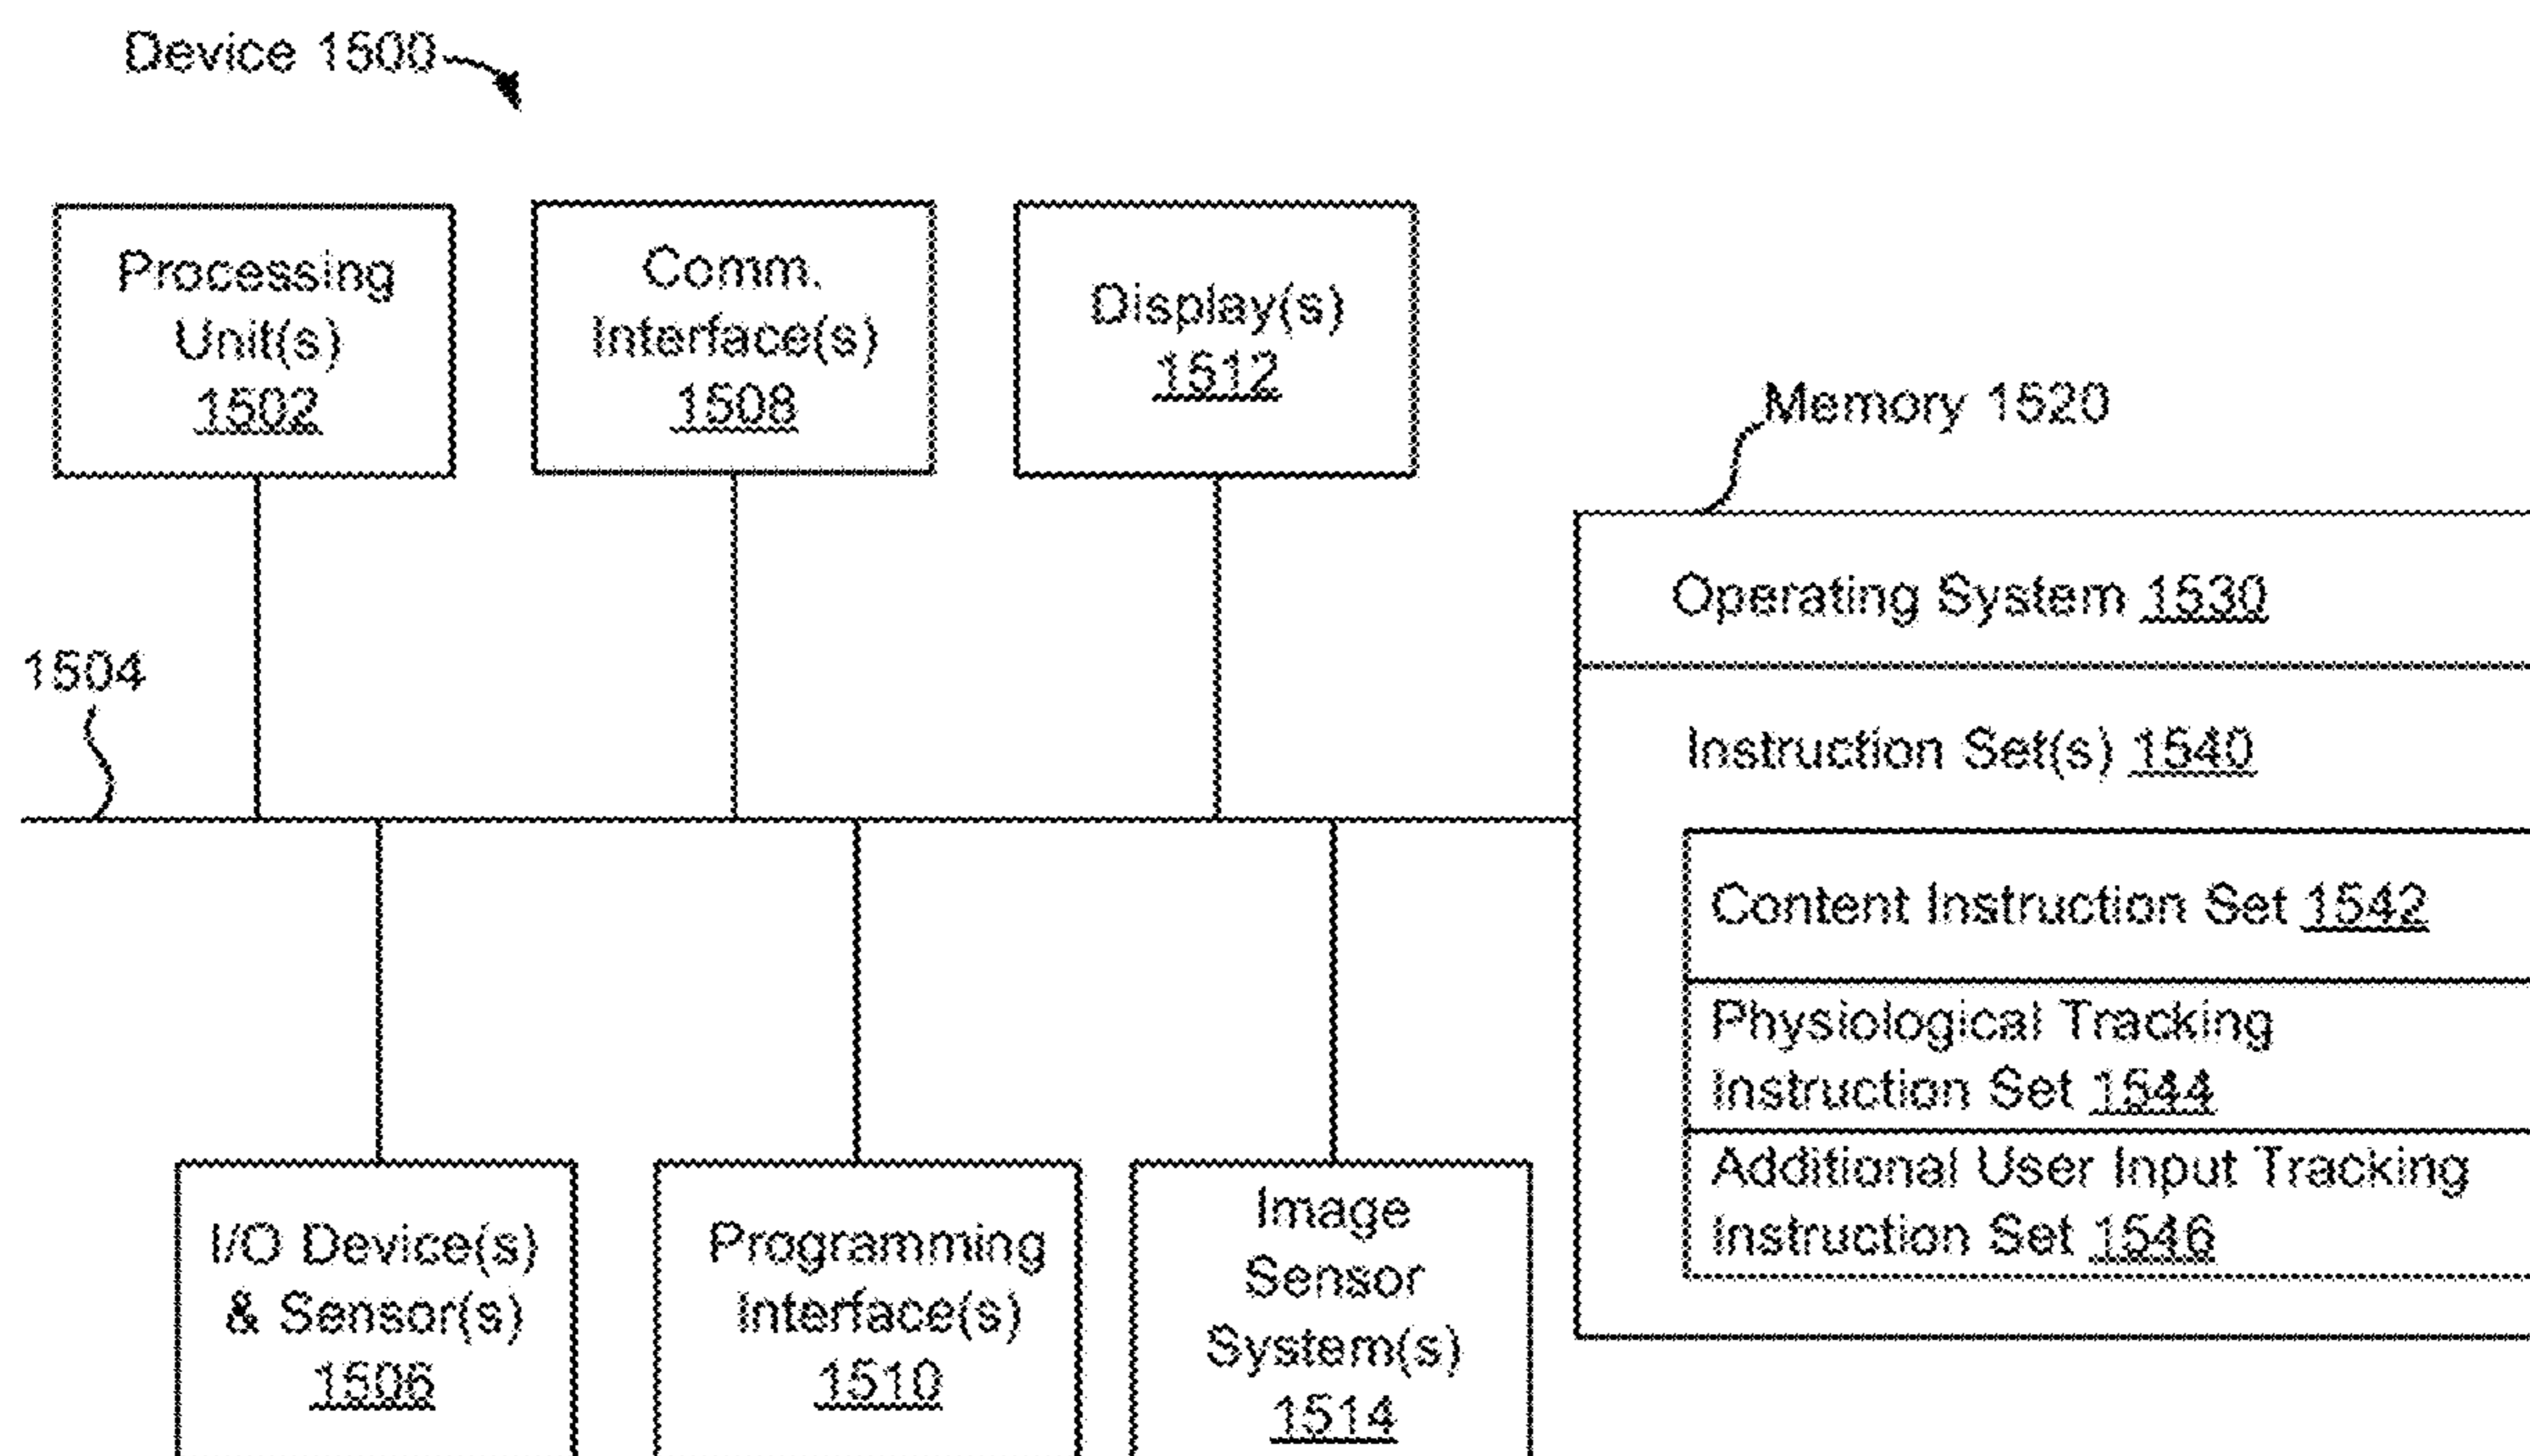 Device 1500
Processing
Unit(s)
1502
Comm.
Interface(s)
1508
Display(s)
1512
Memory 1520
Operating System 1530
1504
Instruction Set(s) 1540
Content Instruction Set 1542
Physiological Tracking
Instruction Set 1544
Additional User Input Tracking
Instruction Set 1546
I/O Device(s)
& Sensor(s)
1506
Programming
Interface(s)
1510
Image
Sensor
System(s)
1514